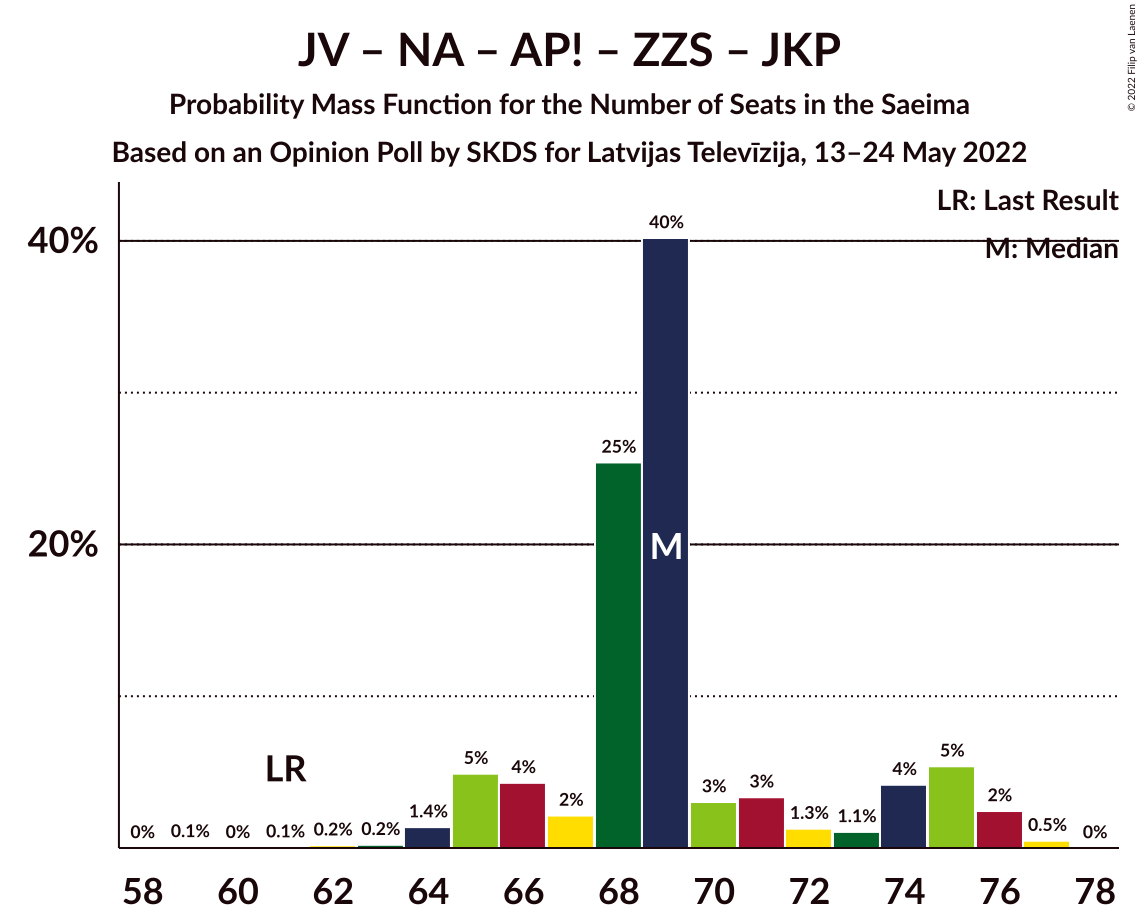 JV – NA – AP! – ZZS – JKP
Probability Mass Function for the Number of Seats in the Saeima
Based on an Opinion Poll by SKDS for Latvijas Televīzija, 13–24 May 2022
© 2022 Filip van Laenen
LR: Last Result
M: Median
40%
20%
0%
0.1%
0%
0.1%
0.2%
0.2%
1.4%
5%
4%
2%
25%
40%
3%
3%
1.3%
1.1%
4%
5%
2%
0.5%
0%
LR
M
58 60 62 64 66 68 70 72 74 76 78